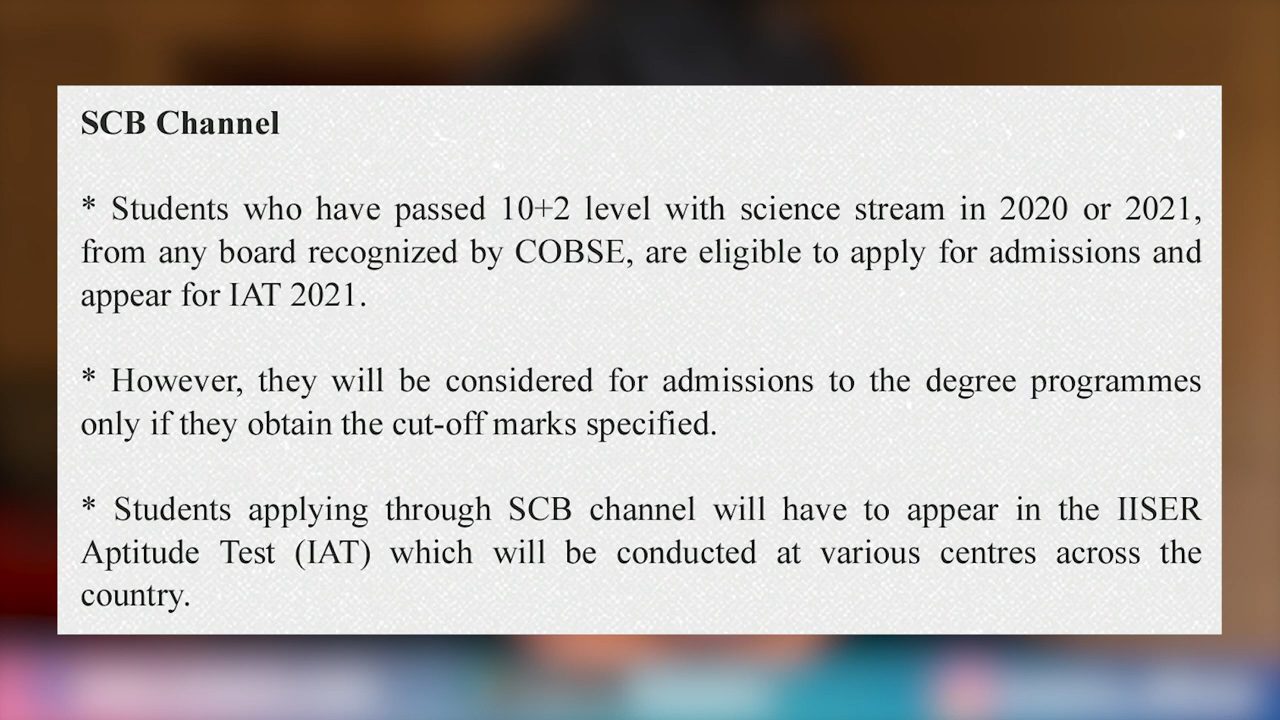 SCB Channel
* Students who have passed 10+2 level with science stream in 2020 or 2021,
from any board recognized by COBSE, are eligible to apply for admissions and
appear for IAT 2021.
* However, they will be considered for admissions to the degree programmes
only if they obtain the cut-off marks specified.
* Students applying through SCB channel will have to appear in the IISER
Aptitude Test (IAT) which will be conducted at various centres across the
country.